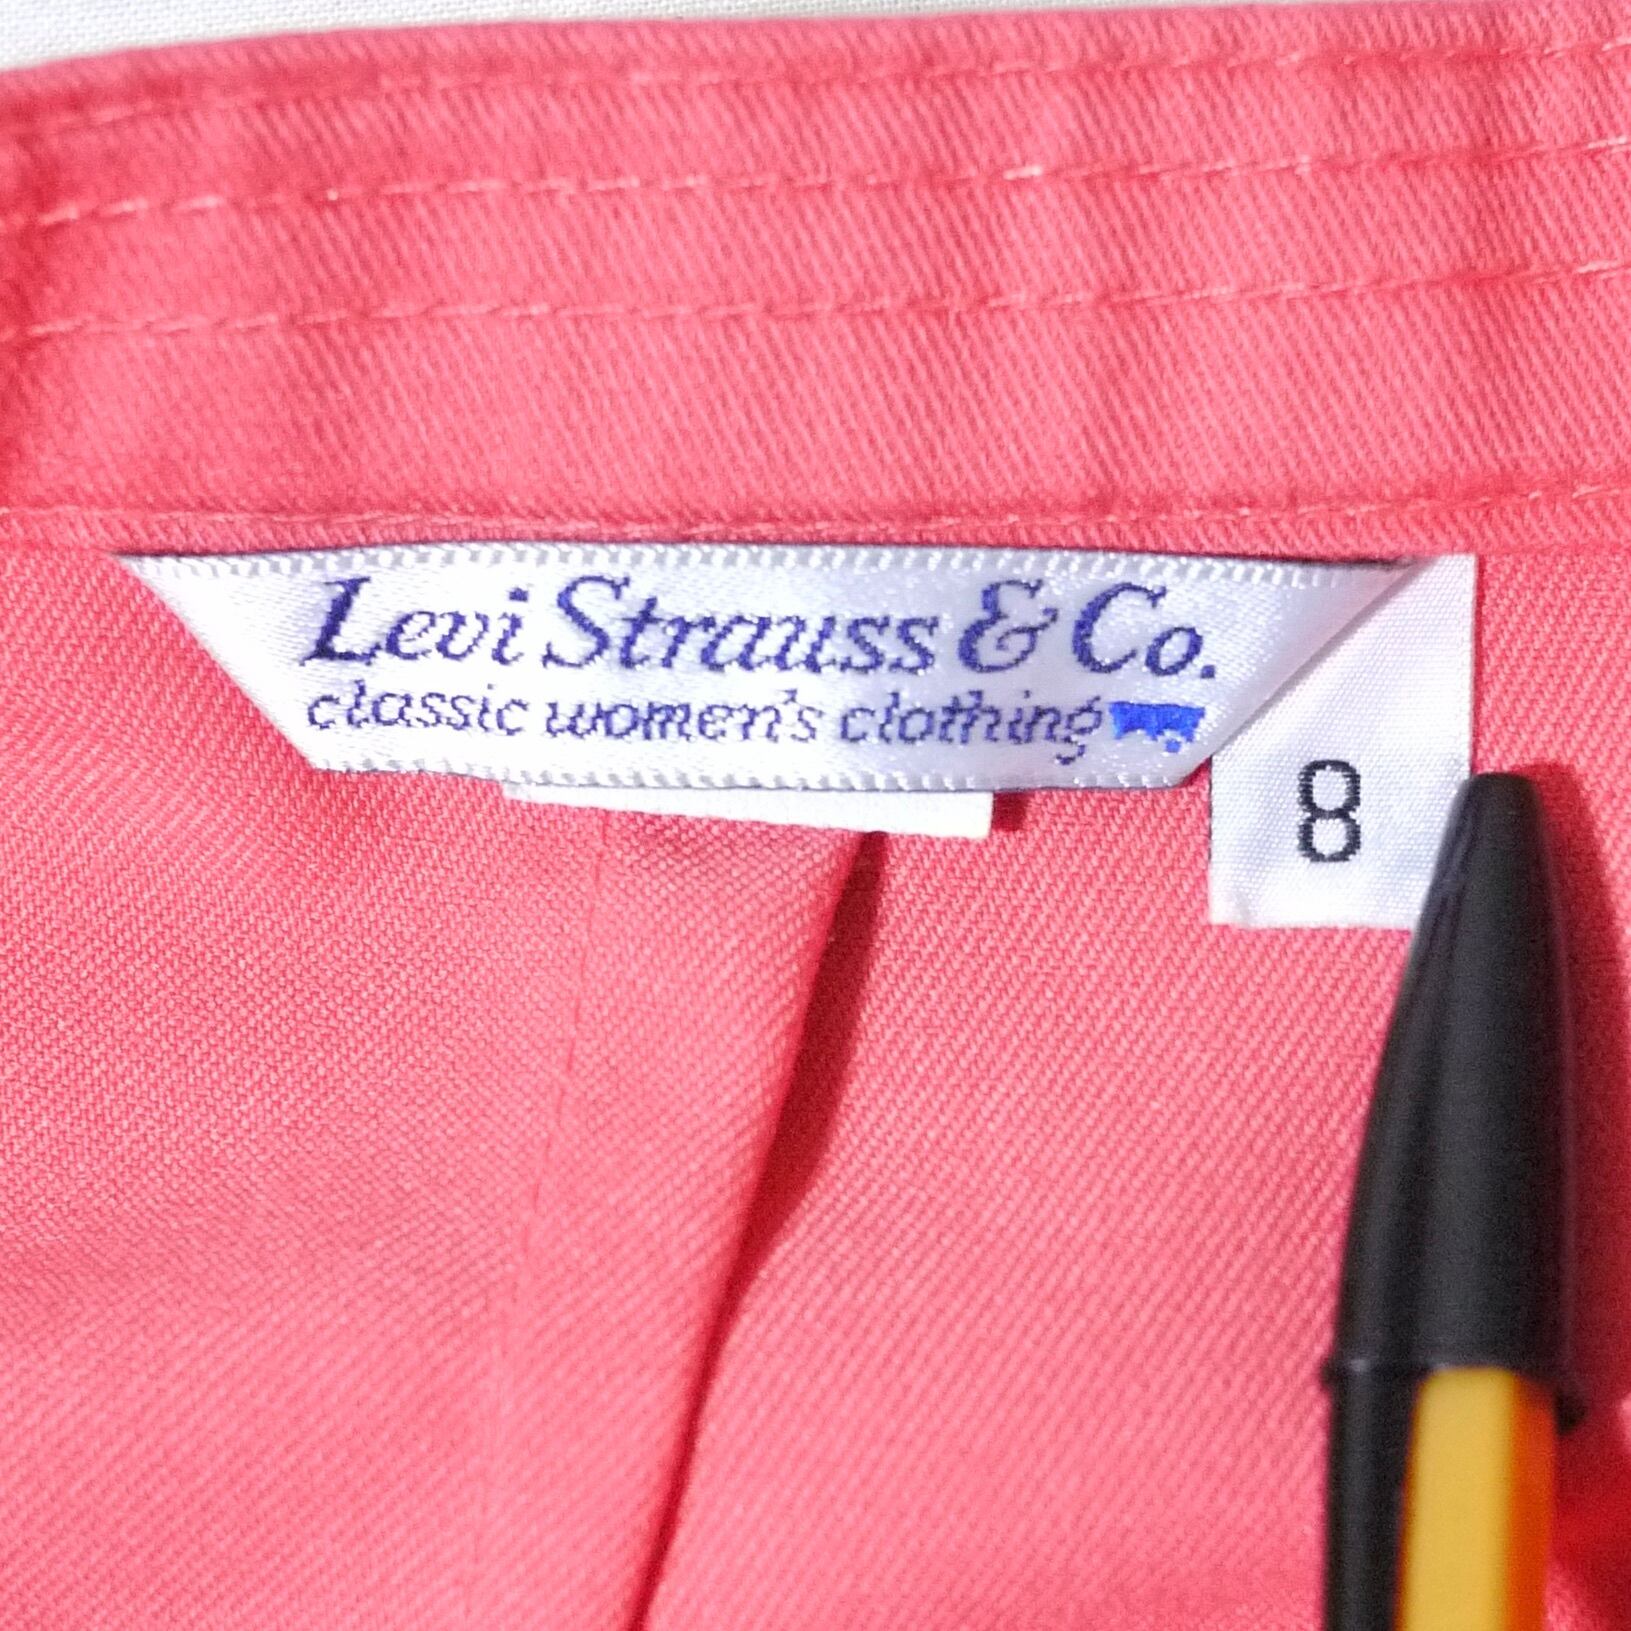 Levi Strauss & Co.
classic women's clothing
8